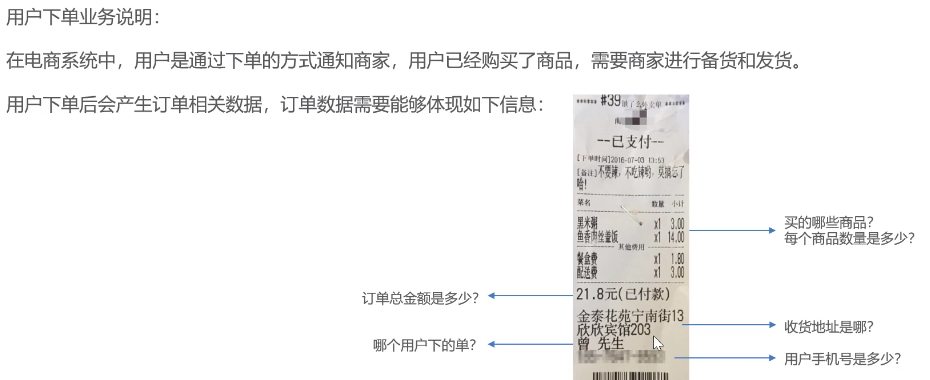 用户下单业务说明：
在电商系统中，用户是通过下单的方式通知商家，用户已经购买了商品，需要商家进行备货和发货。
用户下单后会产生订单相关数据，订单数据需要能够体现如下信息：
****** #39 饿了么外卖单 ******
--已支付--
[下单时间]2016-07-03 13:53
[备注]不要辣，不吃辣哟，莫搞忘了
哈！
菜名 数量 小计
黑米粥 x1 3.00
鱼香肉丝盖饭 x1 14.00
其他费用
餐盒费 x1 1.80
配送费 x1 3.00
21.8元(已付款)
金泰花苑宁南街13
欣欣宾馆203
曾 先生
买的哪些商品？
每个商品数量是多少？
订单总金额是多少？
收货地址是哪？
哪个用户下的单？
用户手机号是多少？